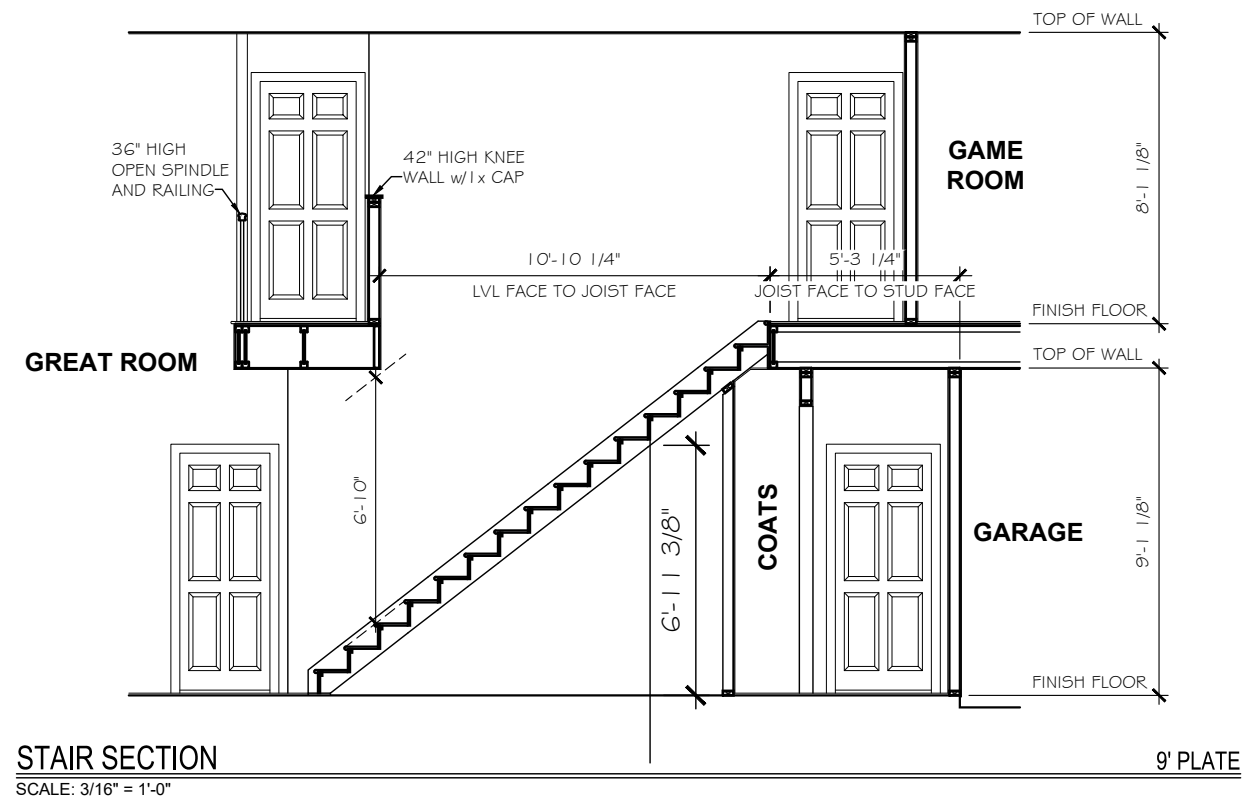 TOP OF WALL
36" HIGH
OPEN SPINDLE
AND RAILING
42" HIGH KNEE
WALL w/1x CAP
GAME
ROOM
8'-1 1/8"
10'-10 1/4"
5'-3 1/4"
LVL FACE TO JOIST FACE
JOIST FACE TO STUD FACE
FINISH FLOOR
GREAT ROOM
TOP OF WALL
6'-10"
6'-11 3/8"
COATS
GARAGE
9'-1 1/8"
FINISH FLOOR
STAIR SECTION
9' PLATE
SCALE: 3/16" = 1'-0"